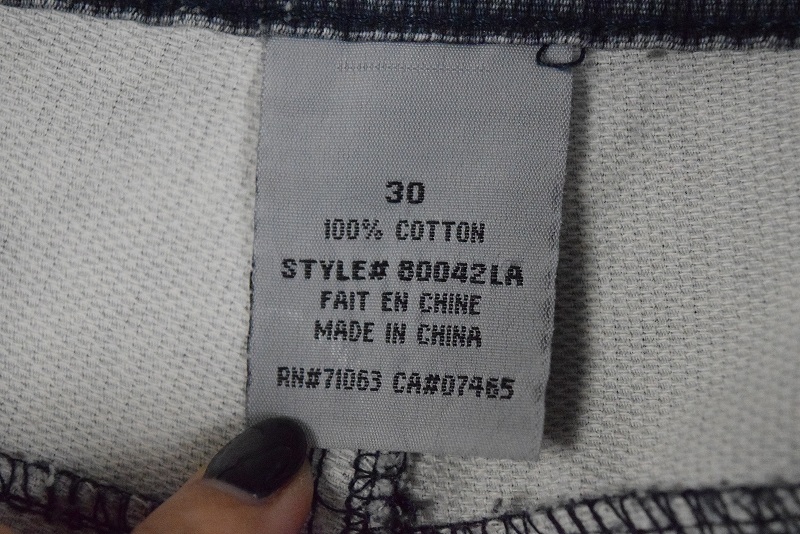 30
100% COTTON
STYLE# 80042LA
FAIT EN CHINE
MADE IN CHINA
RN#71063 CA#07465